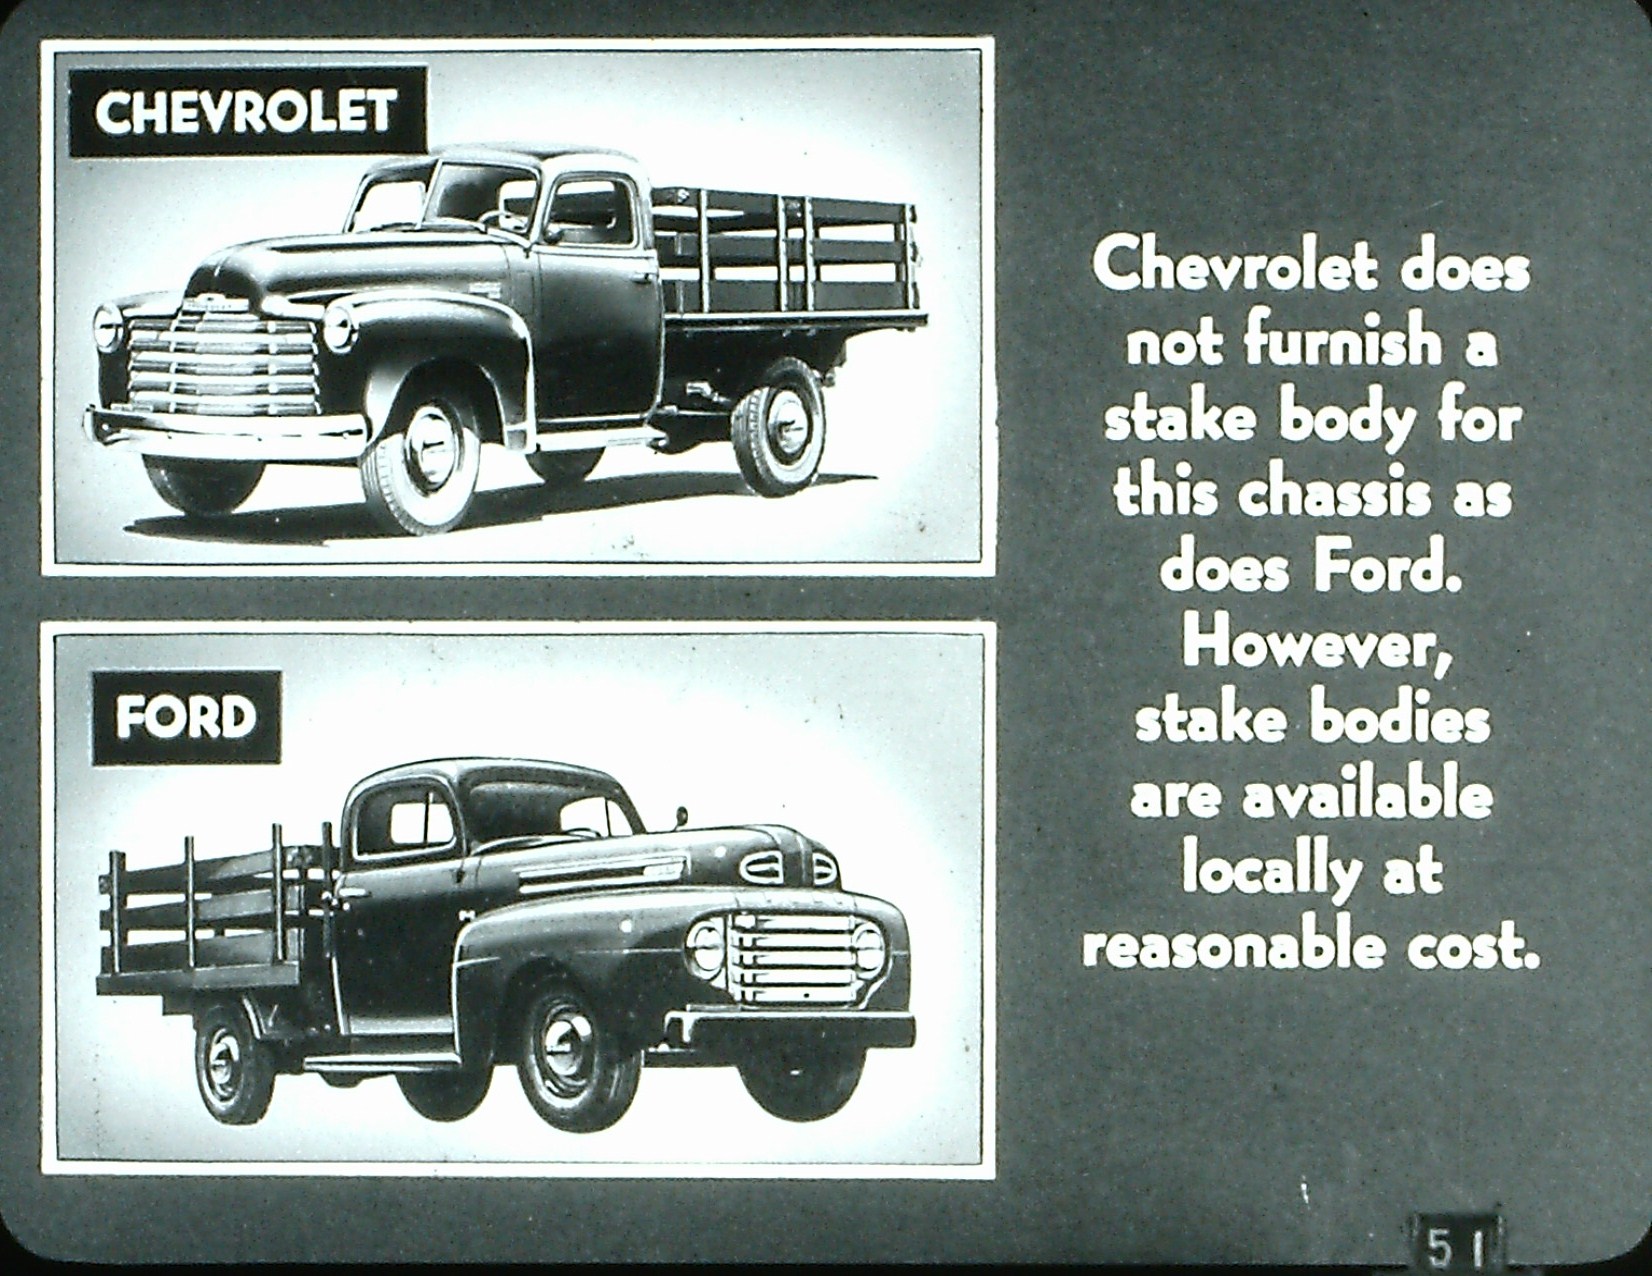 CHEVROLET
Chevrolet does
not furnish a
stake body for
this chassis as
does Ford.
However,
stake bodies
are available
locally at
reasonable cost.
FORD
51